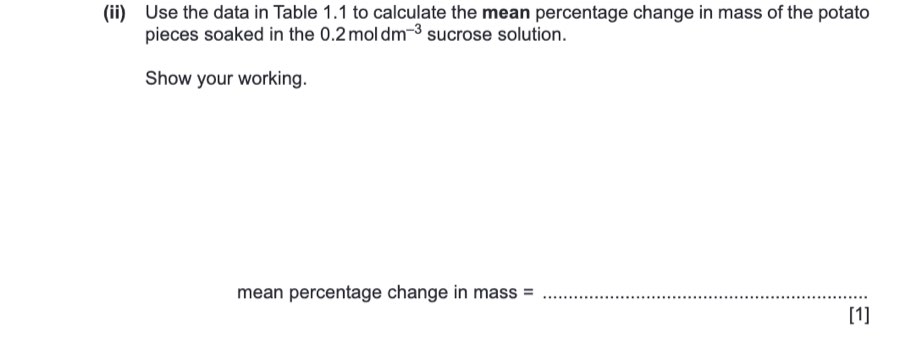 (ii) Use the data in Table 1.1 to calculate the mean percentage change in mass of the potato
pieces soaked in the 0.2 mol dm⁻³ sucrose solution.
Show your working.
mean percentage change in mass = ................................................................
[1]